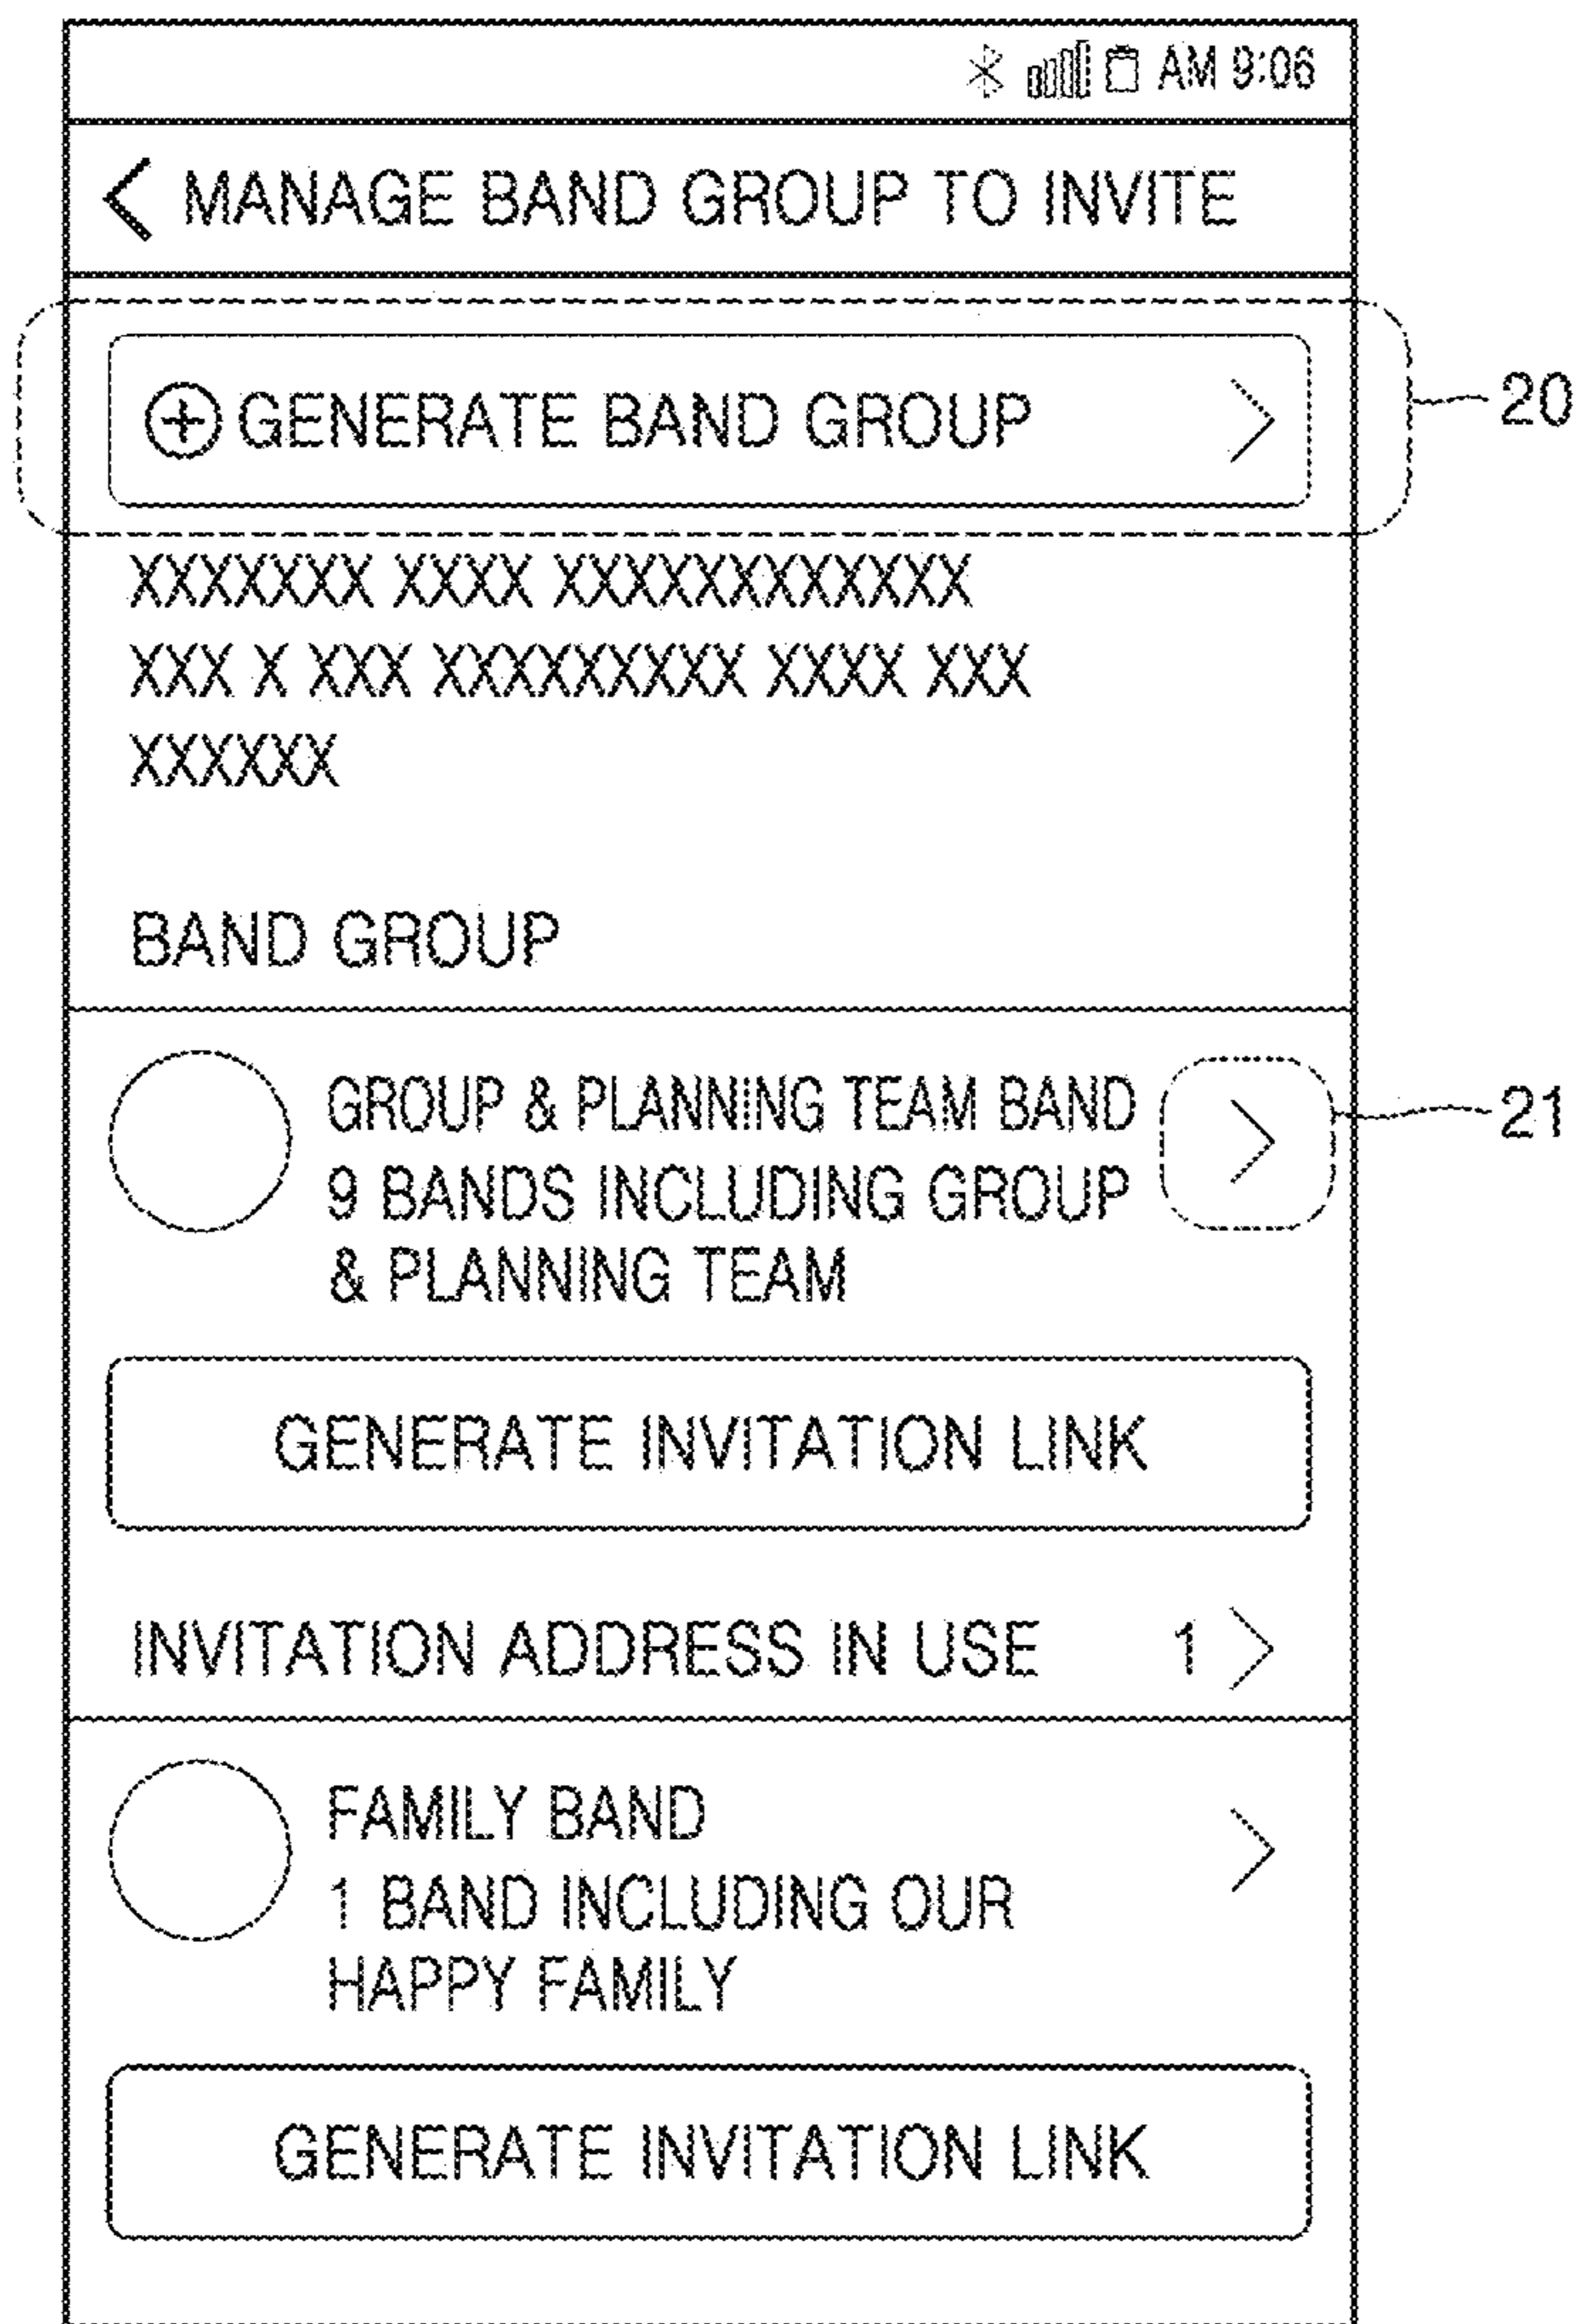 AM 9:06
< MANAGE BAND GROUP TO INVITE
⊕ GENERATE BAND GROUP >
20
XXXXXXX XXXX XXXXXXXXXXXX
XXX X XXX XXXXXXXXX XXXX XXX
XXXXXX
BAND GROUP
GROUP & PLANNING TEAM BAND >
21
9 BANDS INCLUDING GROUP
& PLANNING TEAM
GENERATE INVITATION LINK
INVITATION ADDRESS IN USE 1 >
FAMILY BAND >
1 BAND INCLUDING OUR
HAPPY FAMILY
GENERATE INVITATION LINK